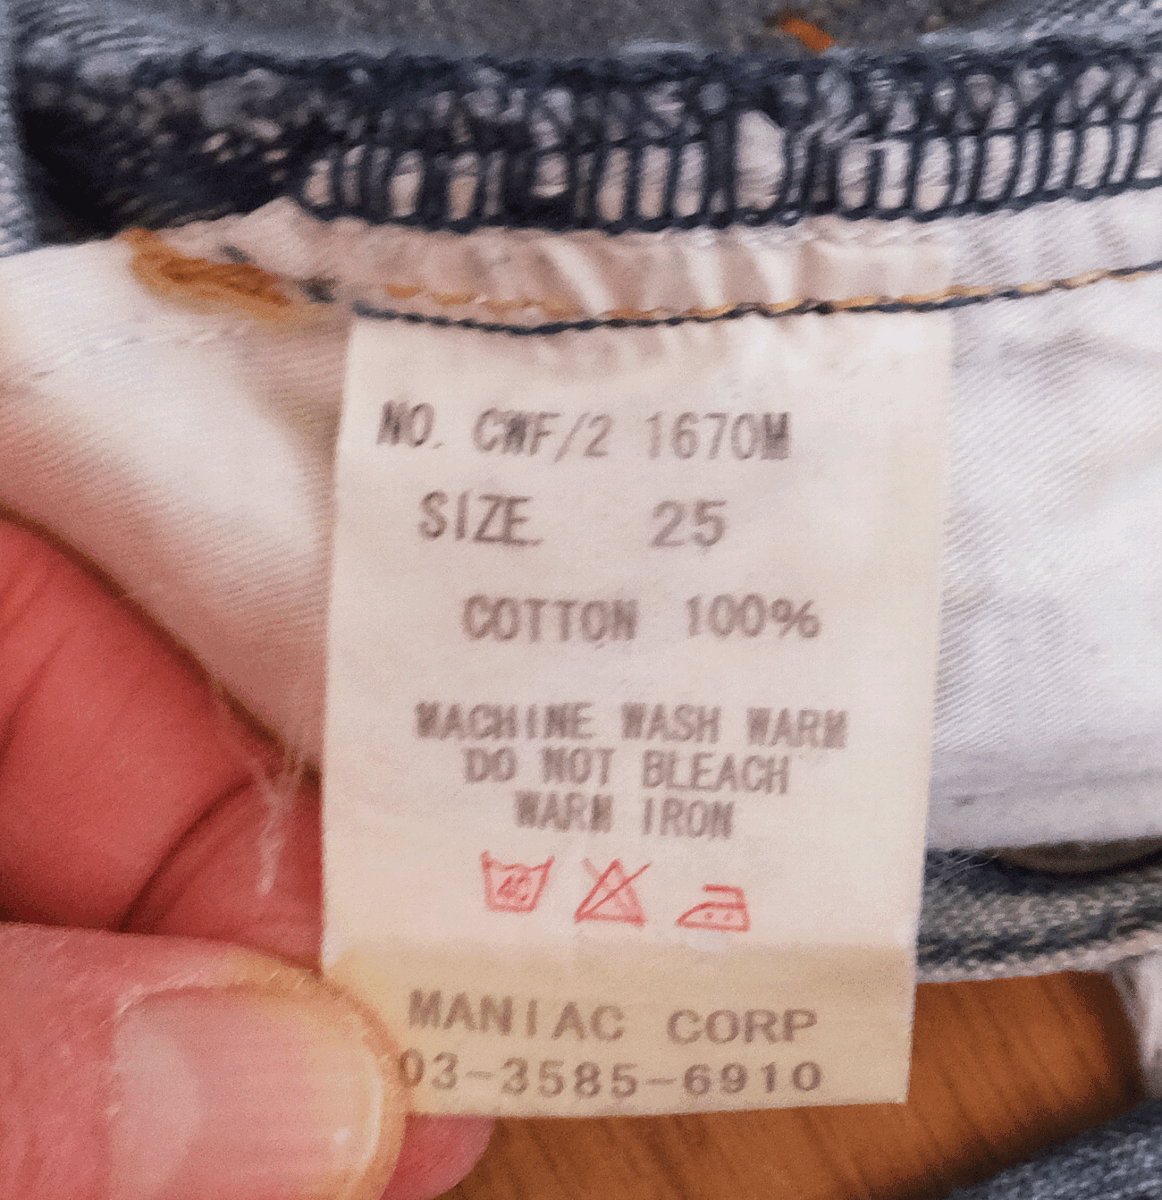 NO. CWF/2 1670M
SIZE 25
COTTON 100%
MACHINE WASH WARM
DO NOT BLEACH
WARM IRON
40
MANIAC CORP
03-3585-6910